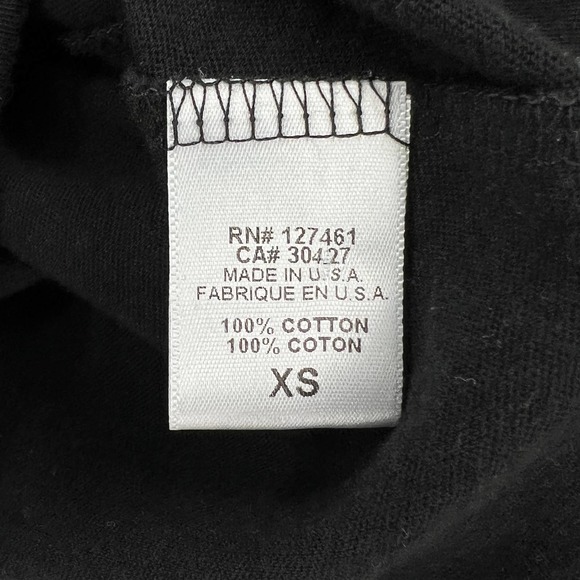 RN# 127461
CA# 30427
MADE IN U.S.A.
FABRIQUE EN U.S.A.
100% COTTON
100% COTON
XS